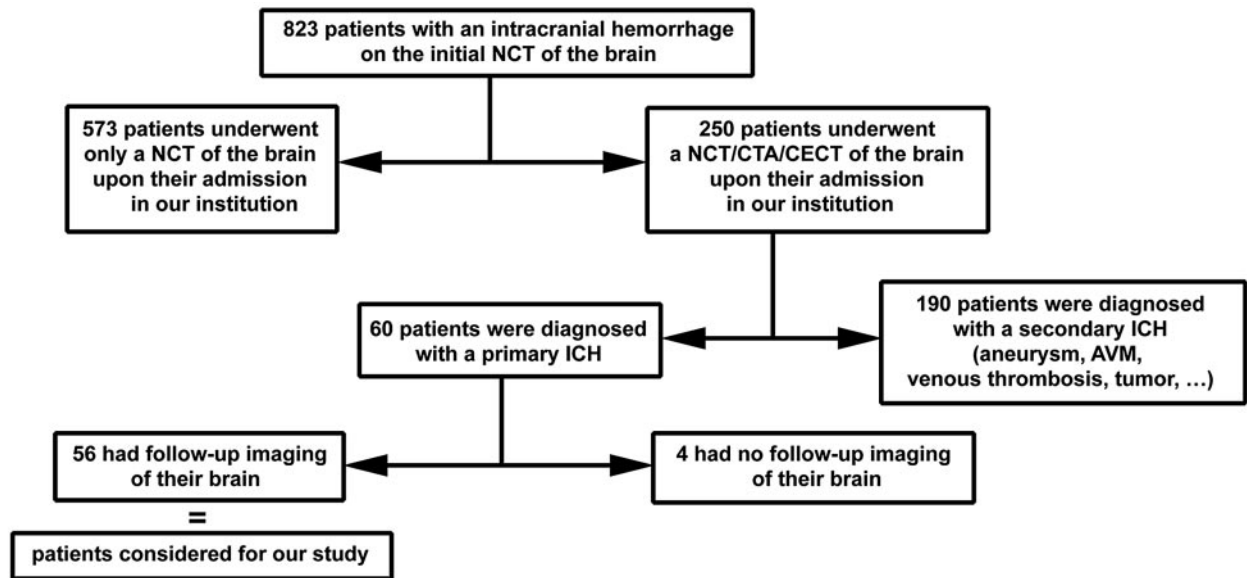 823 patients with an intracranial hemorrhage
on the initial NCT of the brain
573 patients underwent
only a NCT of the brain
upon their admission
in our institution
250 patients underwent
a NCT/CTA/CECT of the brain
upon their admission
in our institution
60 patients were diagnosed
with a primary ICH
190 patients were diagnosed
with a secondary ICH
(aneurysm, AVM,
venous thrombosis, tumor, …)
56 had follow-up imaging
of their brain
4 had no follow-up imaging
of their brain
=
patients considered for our study